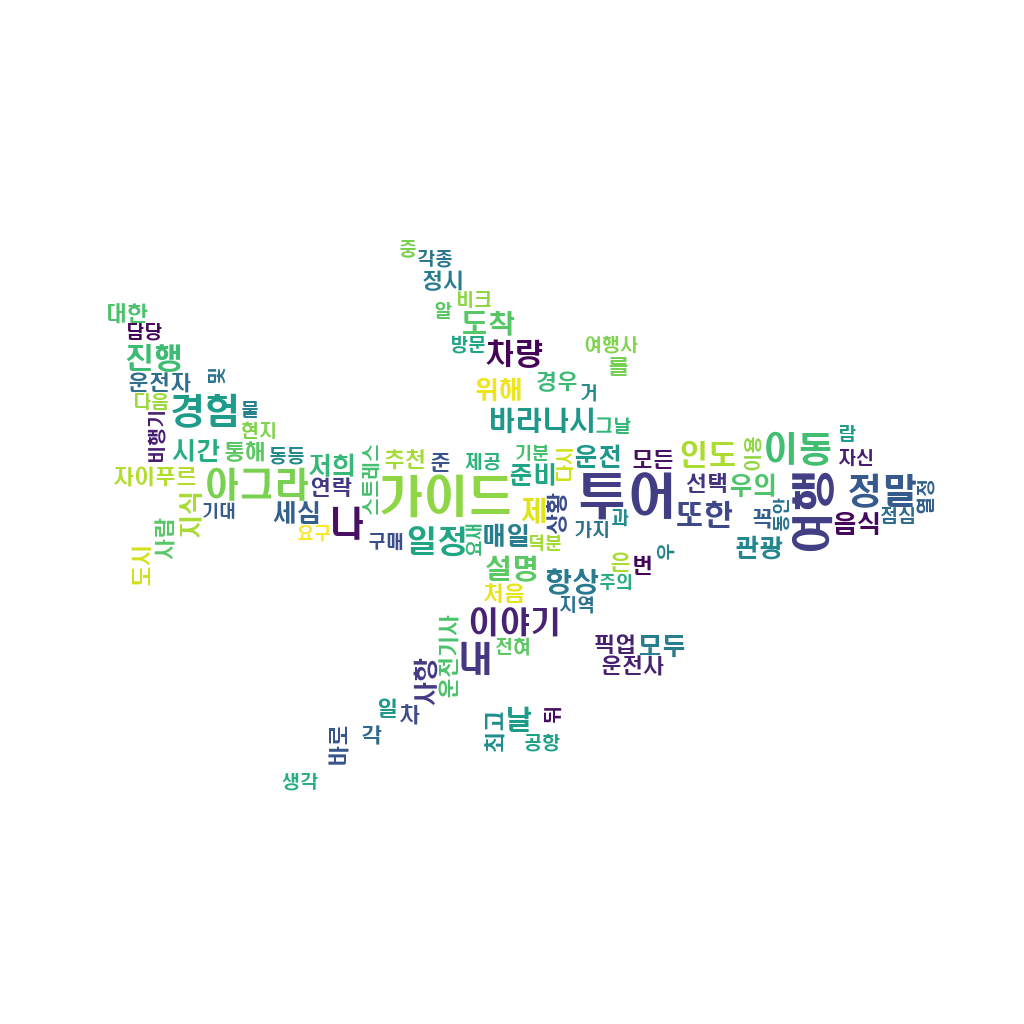 중
각종
정시
비크
알
도착
대한
담당
방문
차량
여행사
를
진행
운전자
및
위해
경우
거
다음
경험
물
바라나시
그날
비행기
현지
람
시간
통해
동등
저희
스트레스
추천
준
제공
기분
준비
다시
운전
모든
인도
이용
이동
자신
자이푸르
아그라
연락
가이드
투어
선택
우의
여행
정말
열정
지식
기대
세심
나
제
상황
과
또한
꼭
동안
음식
점심
사람
요구
구매
일정
요새
매일
덕분
가지
관광
도시
설명
은
번
우
처음
항상
주의
지역
이야기
운전기사
전혀
픽업
모두
내
운전사
사항
일
차
최고
날
뒤
바로
각
공항
생각